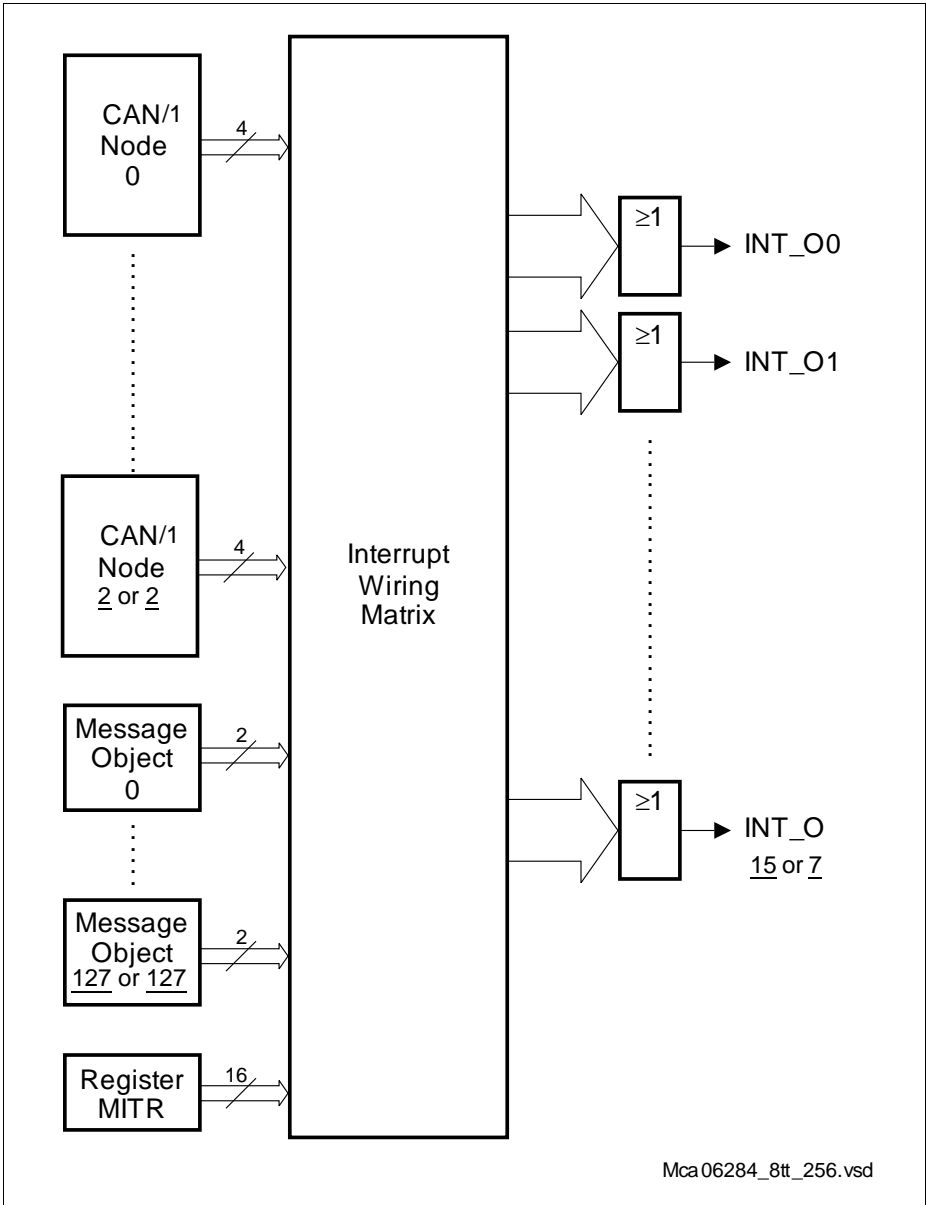 CAN/1
Node
0
4
≥1
INT_O0
≥1
INT_O1
CAN/1
Node
2 or 2
4
Interrupt
Wiring
Matrix
Message
Object
0
2
≥1
INT_O
15 or 7
Message
Object
127 or 127
2
Register
MITR
16
Mca06284_8tt_256.vsd